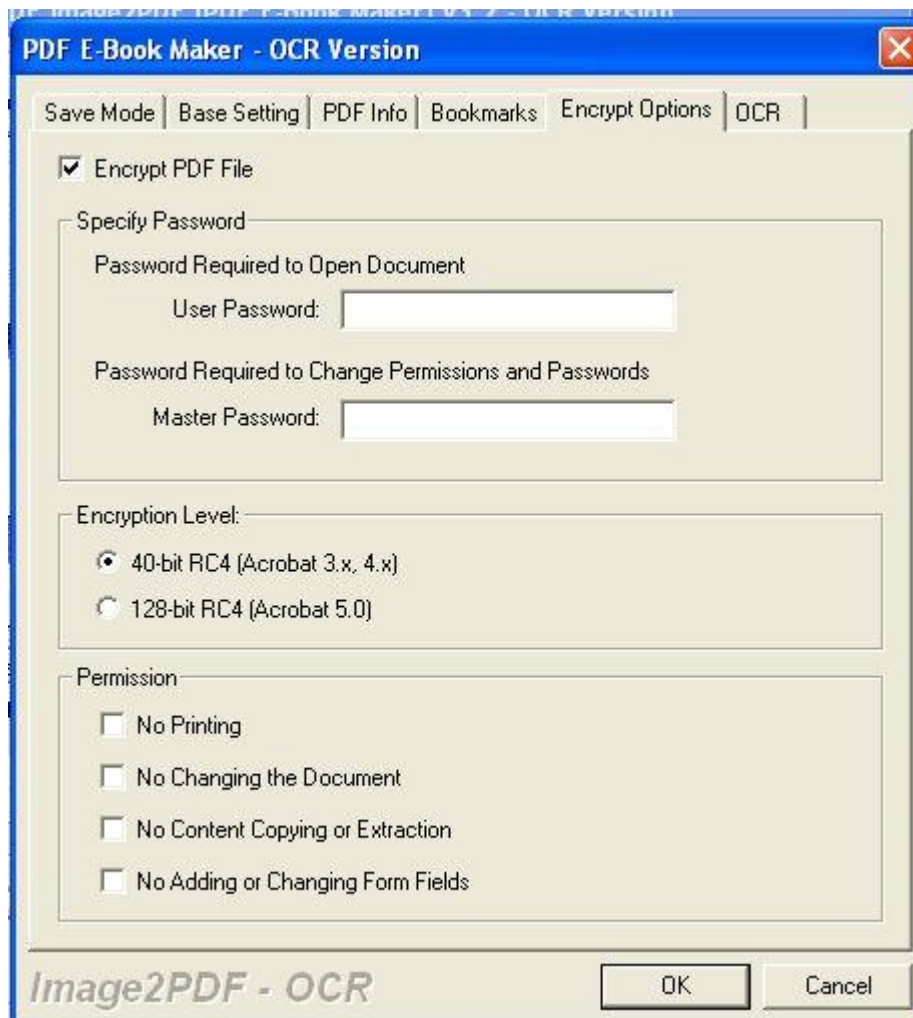 PDF E-Book Maker - OCR Version
Save Mode Base Setting PDF Info Bookmarks Encrypt Options OCR
Encrypt PDF File
Specify Password
Password Required to Open Document
User Password:
Password Required to Change Permissions and Passwords
Master Password:
Encryption Level:
40-bit RC4 (Acrobat 3.x, 4.x)
128-bit RC4 (Acrobat 5.0)
Permission
No Printing
No Changing the Document
No Content Copying or Extraction
No Adding or Changing Form Fields
Image2PDF - OCR OK Cancel